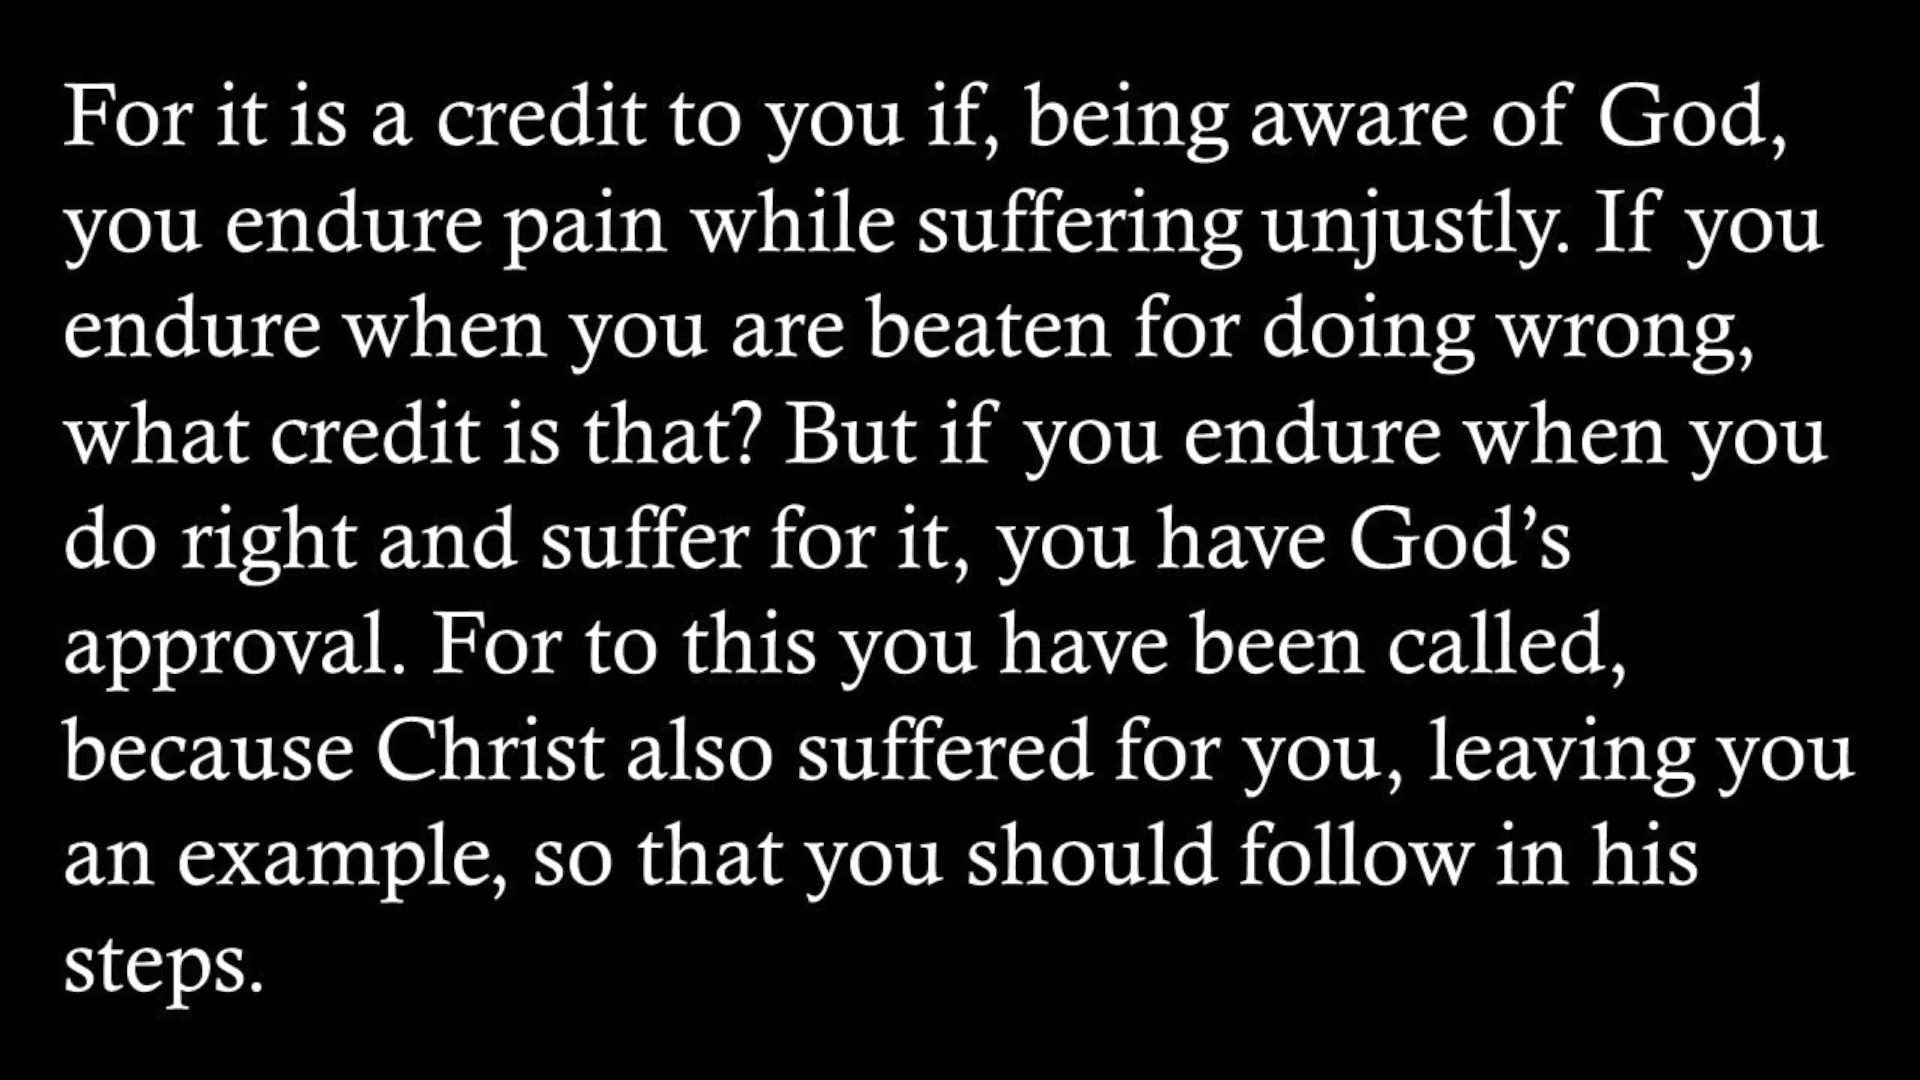 For it is a credit to you if, being aware of God,
you endure pain while suffering unjustly. If you
endure when you are beaten for doing wrong,
what credit is that? But if you endure when you
do right and suffer for it, you have God’s
approval. For to this you have been called,
because Christ also suffered for you, leaving you
an example, so that you should follow in his
steps.